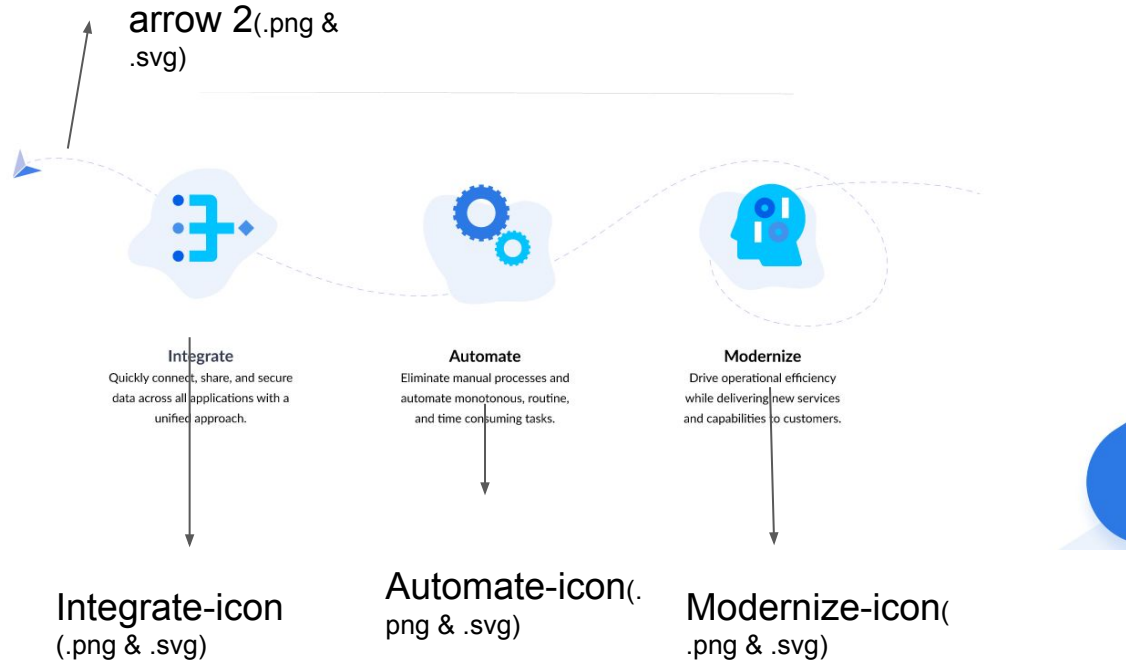 arrow 2(.png &
.svg)
Integrate
Quickly connect, share, and secure
data across all applications with a
unified approach.
Automate
Eliminate manual processes and
automate monotonous, routine,
and time consuming tasks.
Modernize
Drive operational efficiency
while delivering new services
and capabilities to customers.
Integrate-icon
(.png & .svg)
Automate-icon(.
png & .svg)
Modernize-icon(
.png & .svg)